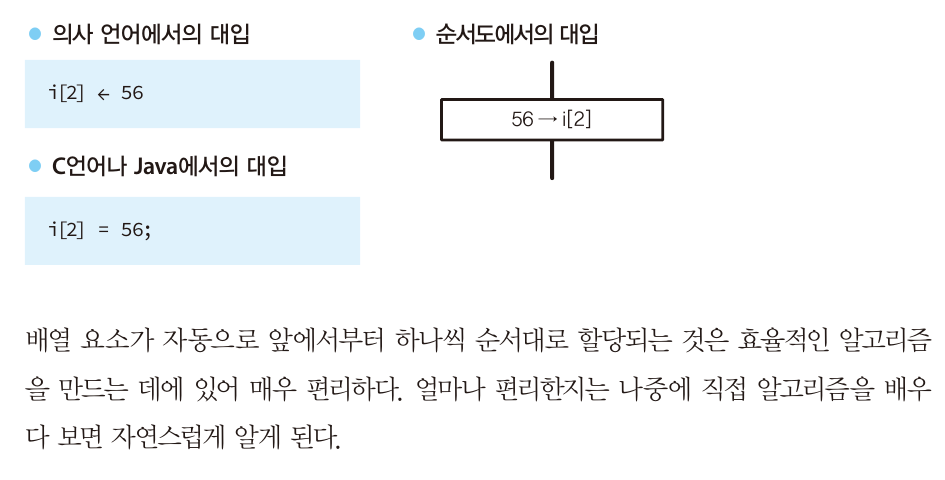 의사 언어에서의 대입
i[2] ← 56
C언어나 Java에서의 대입
i[2] = 56;
순서도에서의 대입
56→i[2]
배열 요소가 자동으로 앞에서부터 하나씩 순서대로 할당되는 것은 효율적인 알고리즘
을 만드는 데에 있어 매우 편리하다. 얼마나 편리한지는 나중에 직접 알고리즘을 배우
다 보면 자연스럽게 알게 된다.